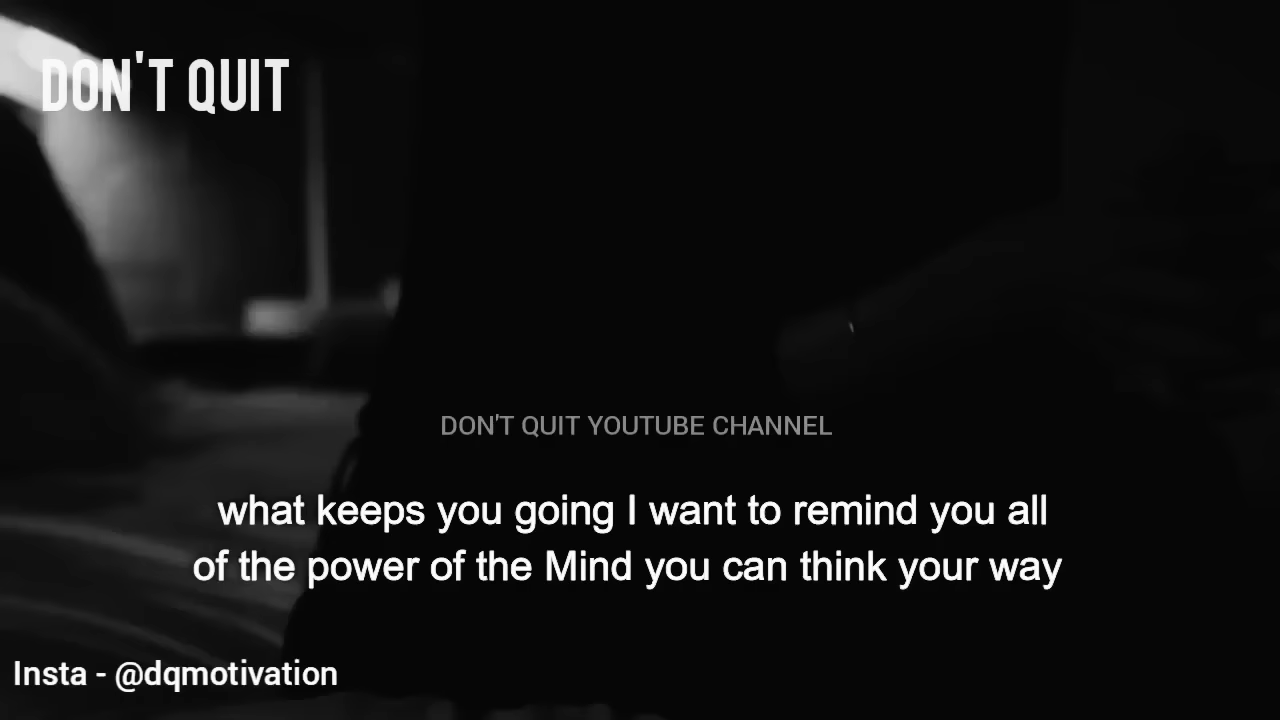 DON'T QUIT
DON'T QUIT YOUTUBE CHANNEL
what keeps you going I want to remind you all
of the power of the Mind you can think your way
Insta - @dqmotivation